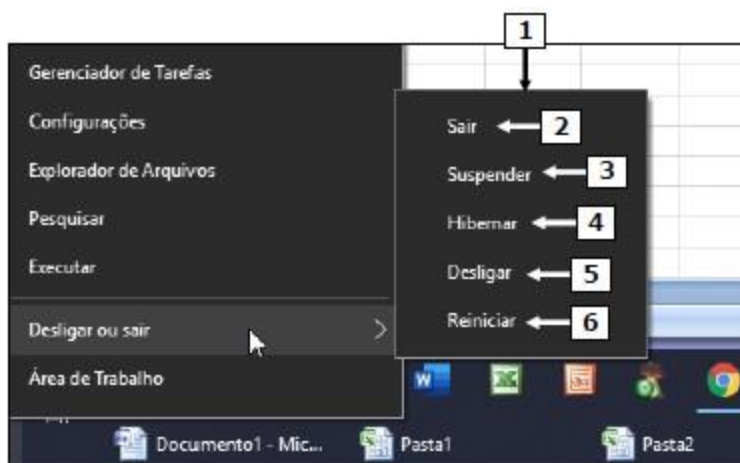 1
Gerenciador de Tarefas
Configurações
Explorador de Arquivos
Pesquisar
Executar
Desligar ou sair
Área de Trabalho
Sair 2
Suspender 3
Hibernar 4
Desligar 5
Reiniciar 6
Documento1 - Mic... Pasta1 Pasta2